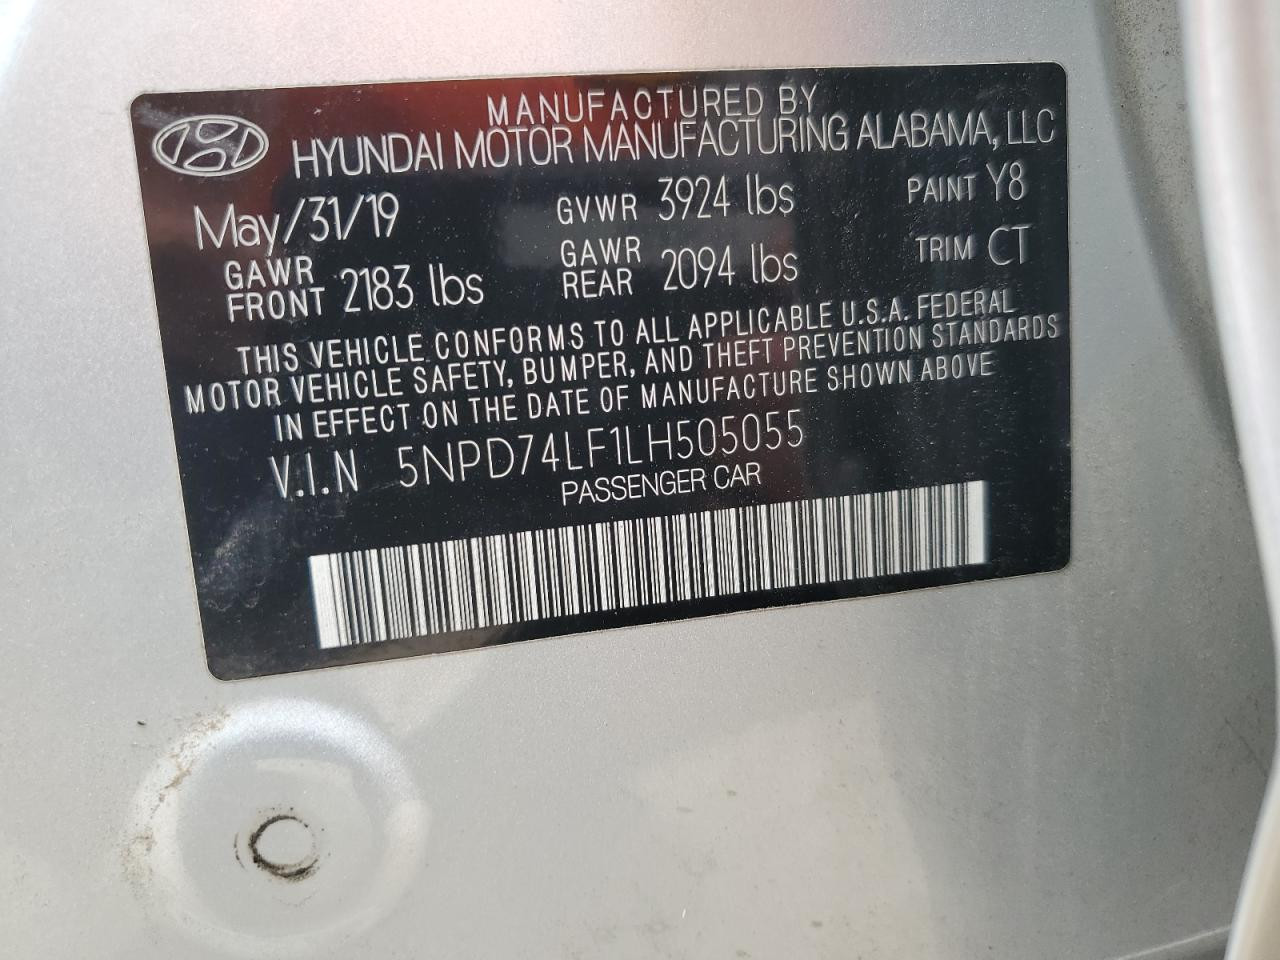 MANUFACTURED BY
HYUNDAI MOTOR MANUFACTURING ALABAMA, LLC
May/31/19 GVWR 3924 lbs PAINT Y8
GAWR FRONT 2183 lbs GAWR REAR 2094 lbs TRIM CT
THIS VEHICLE CONFORMS TO ALL APPLICABLE U.S.A. FEDERAL
MOTOR VEHICLE SAFETY, BUMPER, AND THEFT PREVENTION STANDARDS
IN EFFECT ON THE DATE OF MANUFACTURE SHOWN ABOVE
V.I.N 5NPD74LF1LH505055
PASSENGER CAR